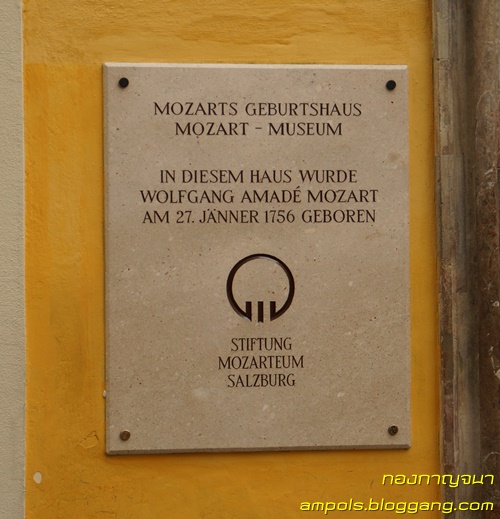 MOZARTS GEBURTSHAUS
MOZART - MUSEUM
IN DIESEM HAUS WURDE
WOLFGANG AMADÉ MOZART
AM 27. JÄNNER 1756 GEBOREN
STIFTUNG
MOZARTEUM
SALZBURG
ทองกาญจนา
ampols.bloggang.com